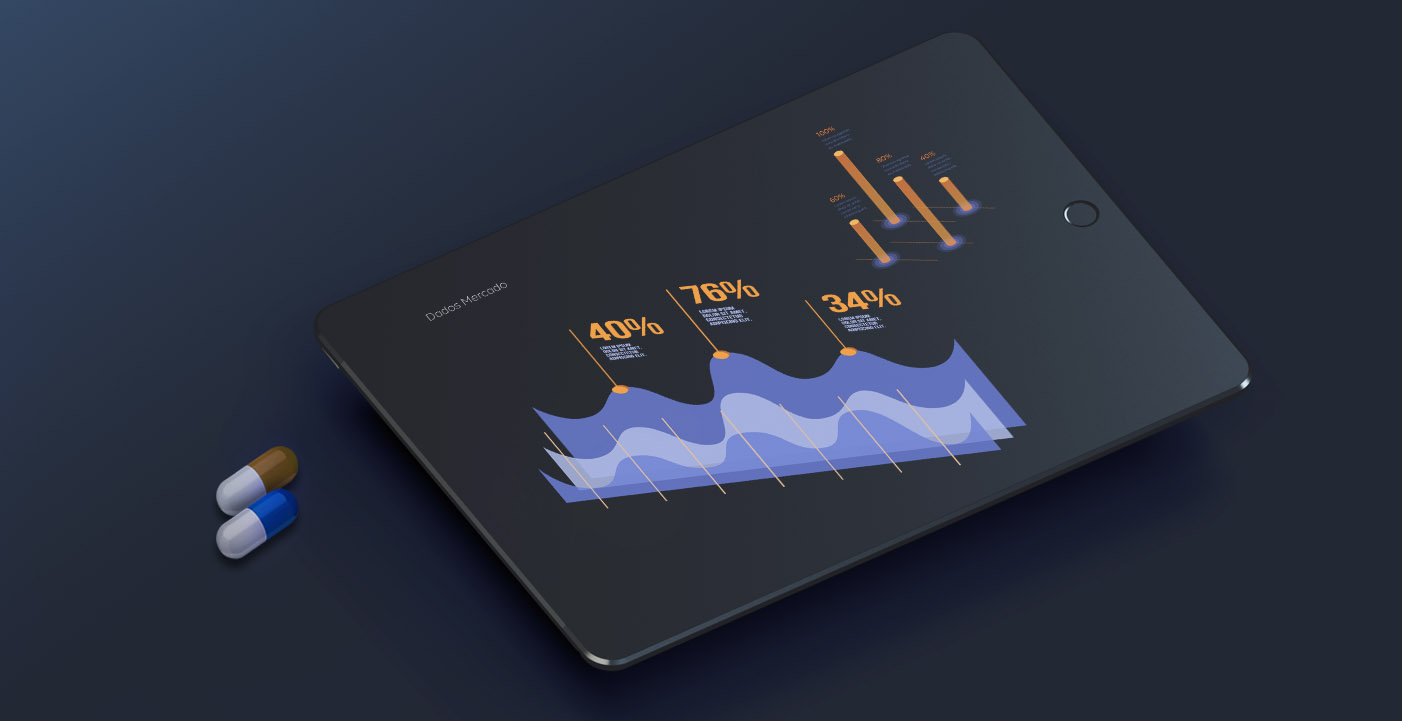 Dados Mercado
40%
LOREM IPSUM
DOLOR SIT AMET,
CONSECTETUR
ADIPISCING ELIT.
76%
LOREM IPSUM
DOLOR SIT AMET,
CONSECTETUR
ADIPISCING ELIT.
34%
LOREM IPSUM
DOLOR SIT AMET,
CONSECTETUR
ADIPISCING ELIT.
100%
80%
40%
60%